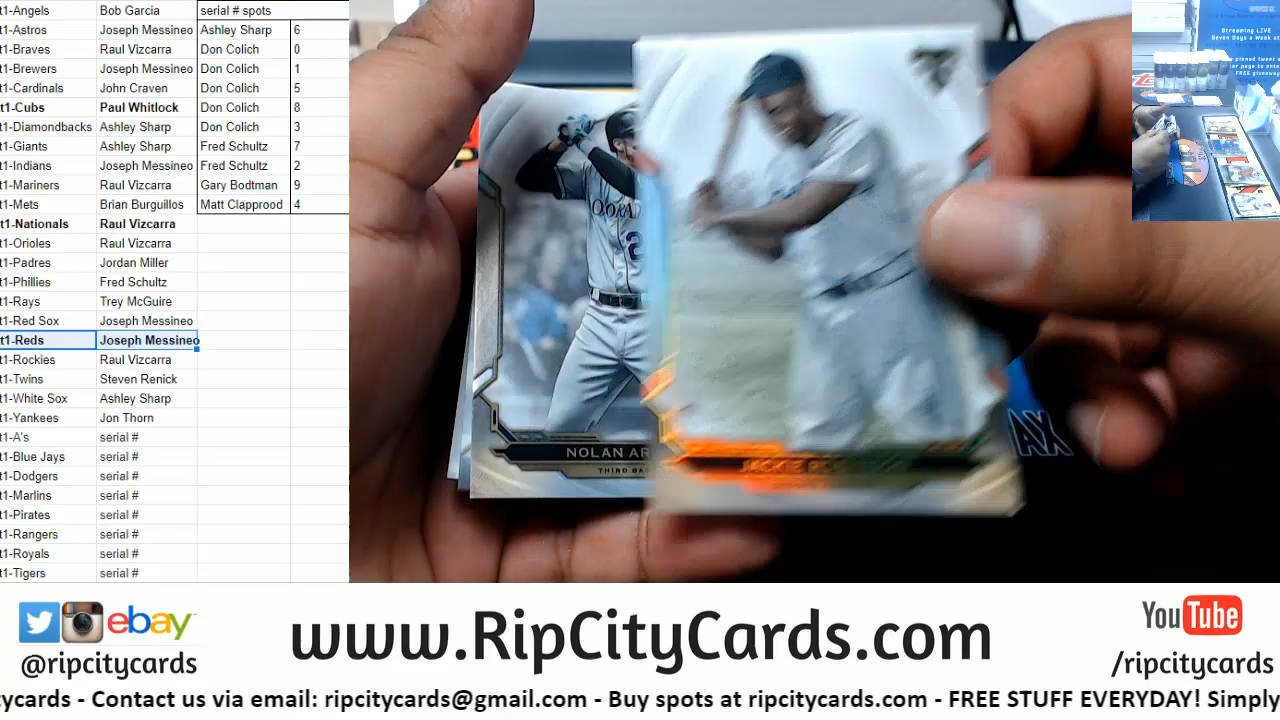 t1-Angels Bob Garcia serial # spots
t1-Astros Joseph Messineo Ashley Sharp 6
t1-Braves Raul Vizcarra Don Colich 0
t1-Brewers Joseph Messineo Don Colich 1
t1-Cardinals John Craven Don Colich 5
t1-Cubs Paul Whitlock Don Colich 8
t1-Diamondbacks Ashley Sharp Don Colich 3
t1-Giants Ashley Sharp Fred Schultz 7
t1-Indians Joseph Messineo Fred Schultz 2
t1-Mariners Raul Vizcarra Gary Bodtman 9
t1-Mets Brian Burguillos Matt Clapprood 4
t1-Nationals Raul Vizcarra
t1-Orioles Raul Vizcarra
t1-Padres Jordan Miller
t1-Phillies Fred Schultz
t1-Rays Trey McGuire
t1-Red Sox Joseph Messineo
t1-Reds Joseph Messineo
t1-Rockies Raul Vizcarra
t1-Twins Steven Renick
t1-White Sox Ashley Sharp
t1-Yankees Jon Thorn
t1-A's serial #
t1-Blue Jays serial #
t1-Dodgers serial #
t1-Marlins serial #
t1-Pirates serial #
t1-Rangers serial #
t1-Royals serial #
t1-Tigers serial #
Streaming LIVE
Seven Days a Week at
FREE giveaway
2
NOLAN AR
THIRD BA
JACKIE
AX
ebay
@ripcitycards
www.RipCityCards.com
YouTube
/ripcitycards
tycards - Contact us via email: ripcitycards@gmail.com - Buy spots at ripcitycards.com - FREE STUFF EVERYDAY! Simply